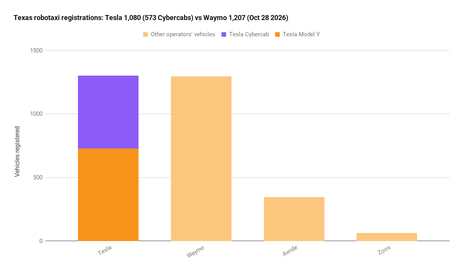 Texas robotaxi registrations: Tesla 1,080 (573 Cybercabs) vs Waymo 1,207 (Oct 28 2026)
Other operators' vehicles
Tesla Cybercab
Tesla Model Y
Vehicles registered
1500
1000
500
0
Tesla
Waymo
Avride
Zoox